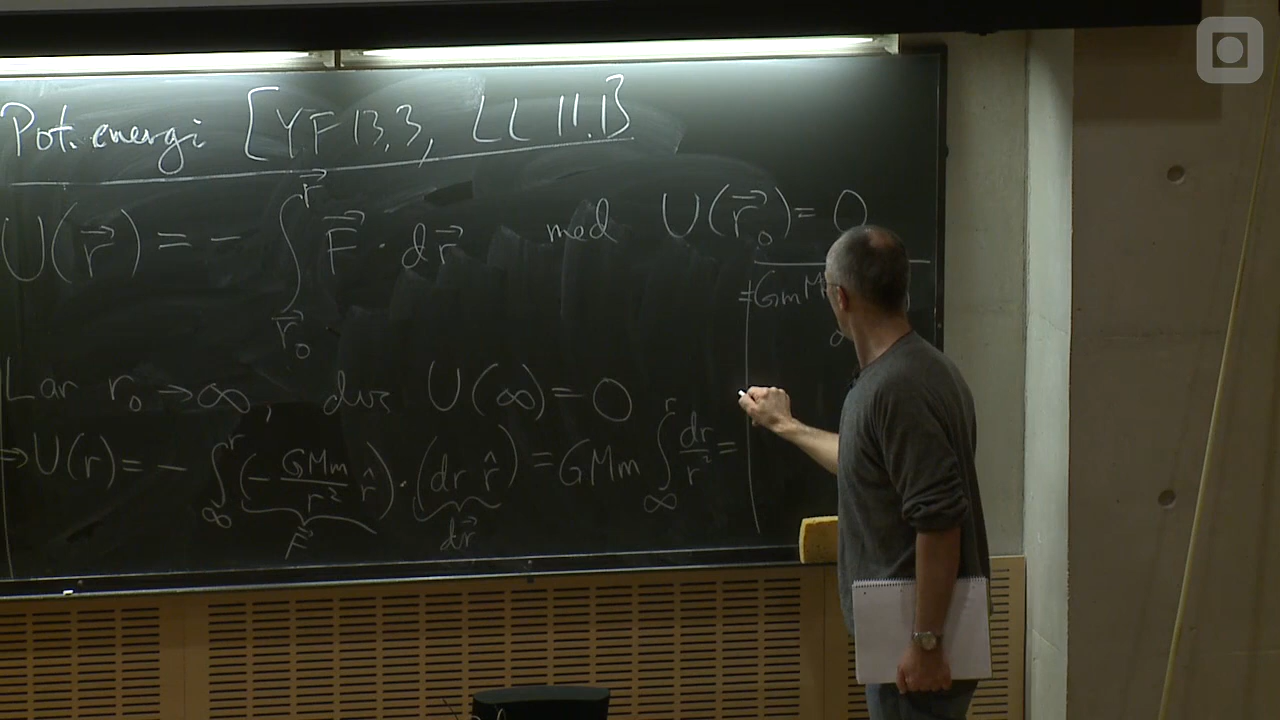 Pot. energi [YF 13.3, LL 11.1]
U(r⃗) = - ∫_{r⃗₀}^{r⃗} F⃗ · dr⃗ med U(r⃗₀) = 0
= GmM
Lar r₀ → ∞, dvs U(∞) = 0
⇒ U(r) = - ∫_∞^r (- GMm/r² r̂) · (dr r̂) = GMm ∫_∞^r dr/r² =
F⃗ dr⃗